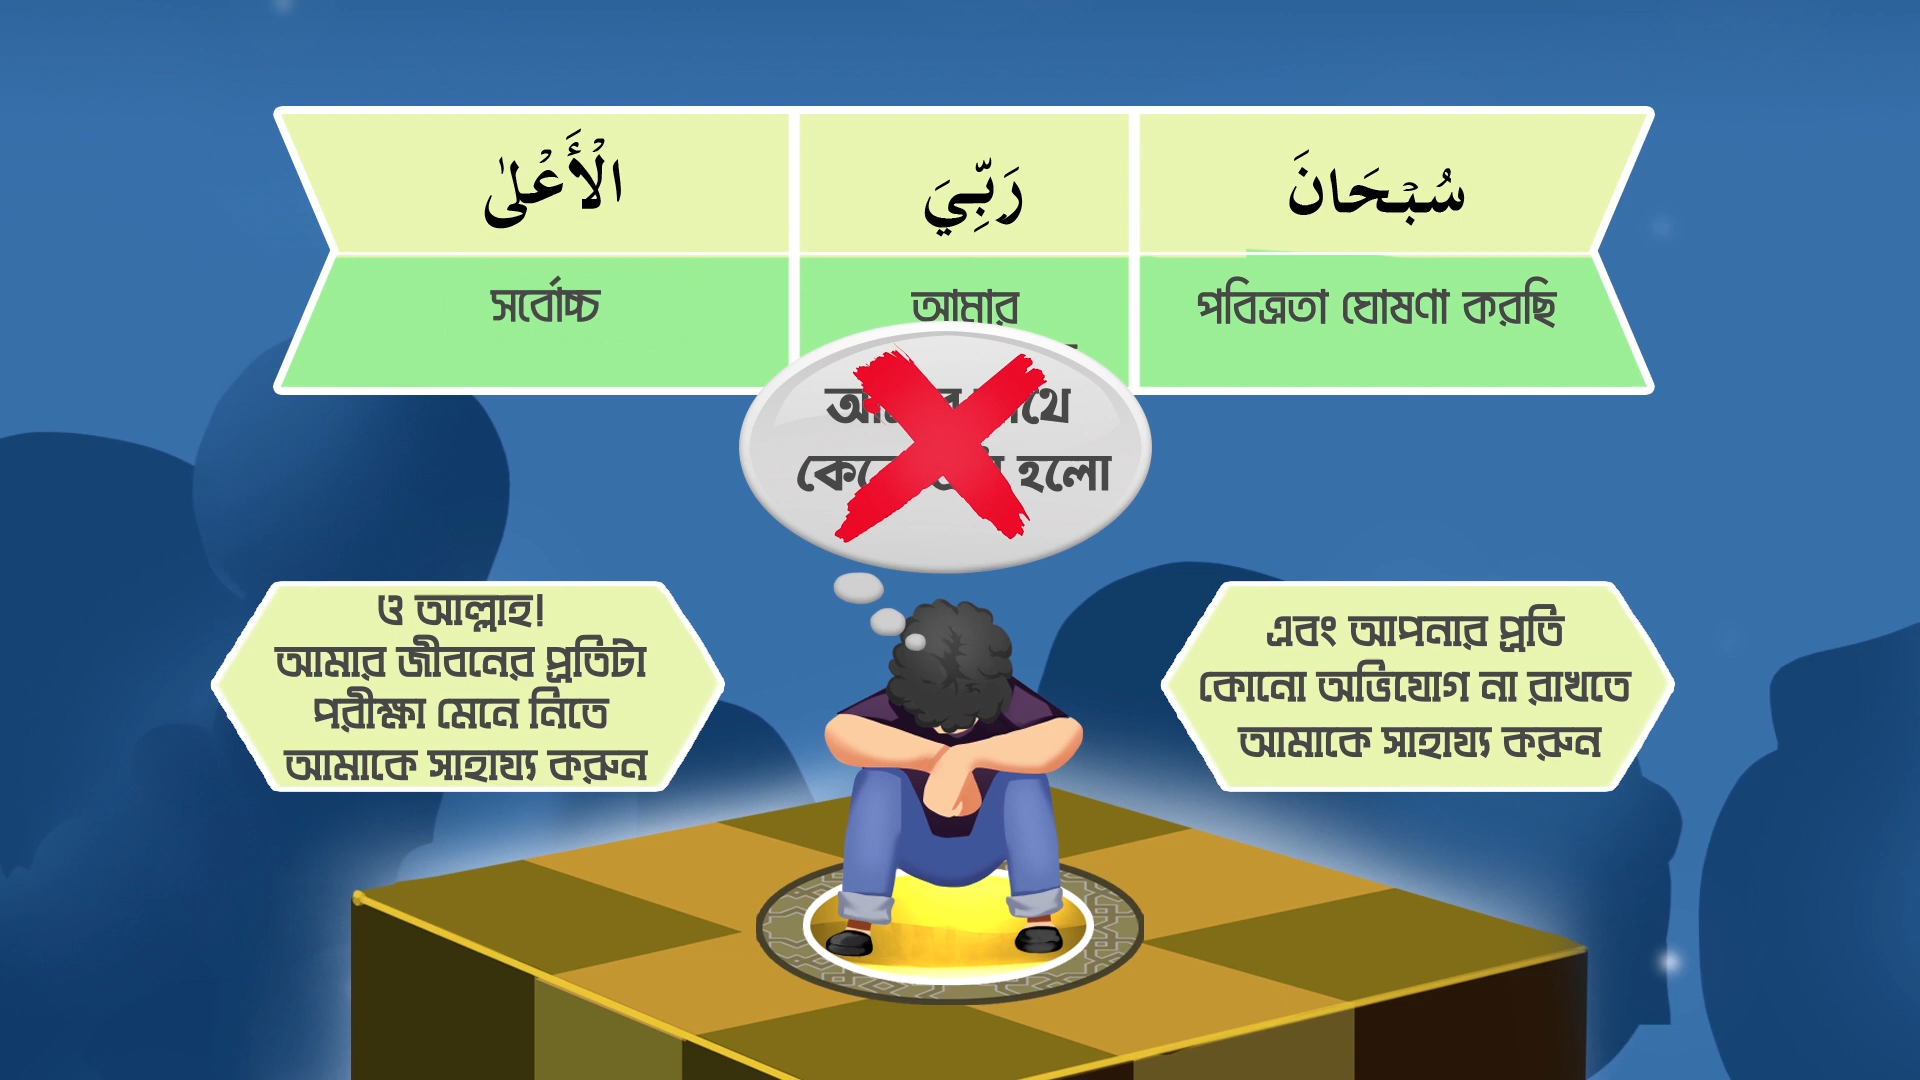 سُبْحَانَ رَبِّيَ الْأَعْلىٰ
পবিত্রতা ঘোষণা করছি
আমার
সর্বোচ্চ
হলো
ও আল্লাহ!
আমার জীবনের প্রতিটা
পরীক্ষা মেনে নিতে
আমাকে সাহায্য করুন
এবং আপনার প্রতি
কোনো অভিযোগ না রাখতে
আমাকে সাহায্য করুন